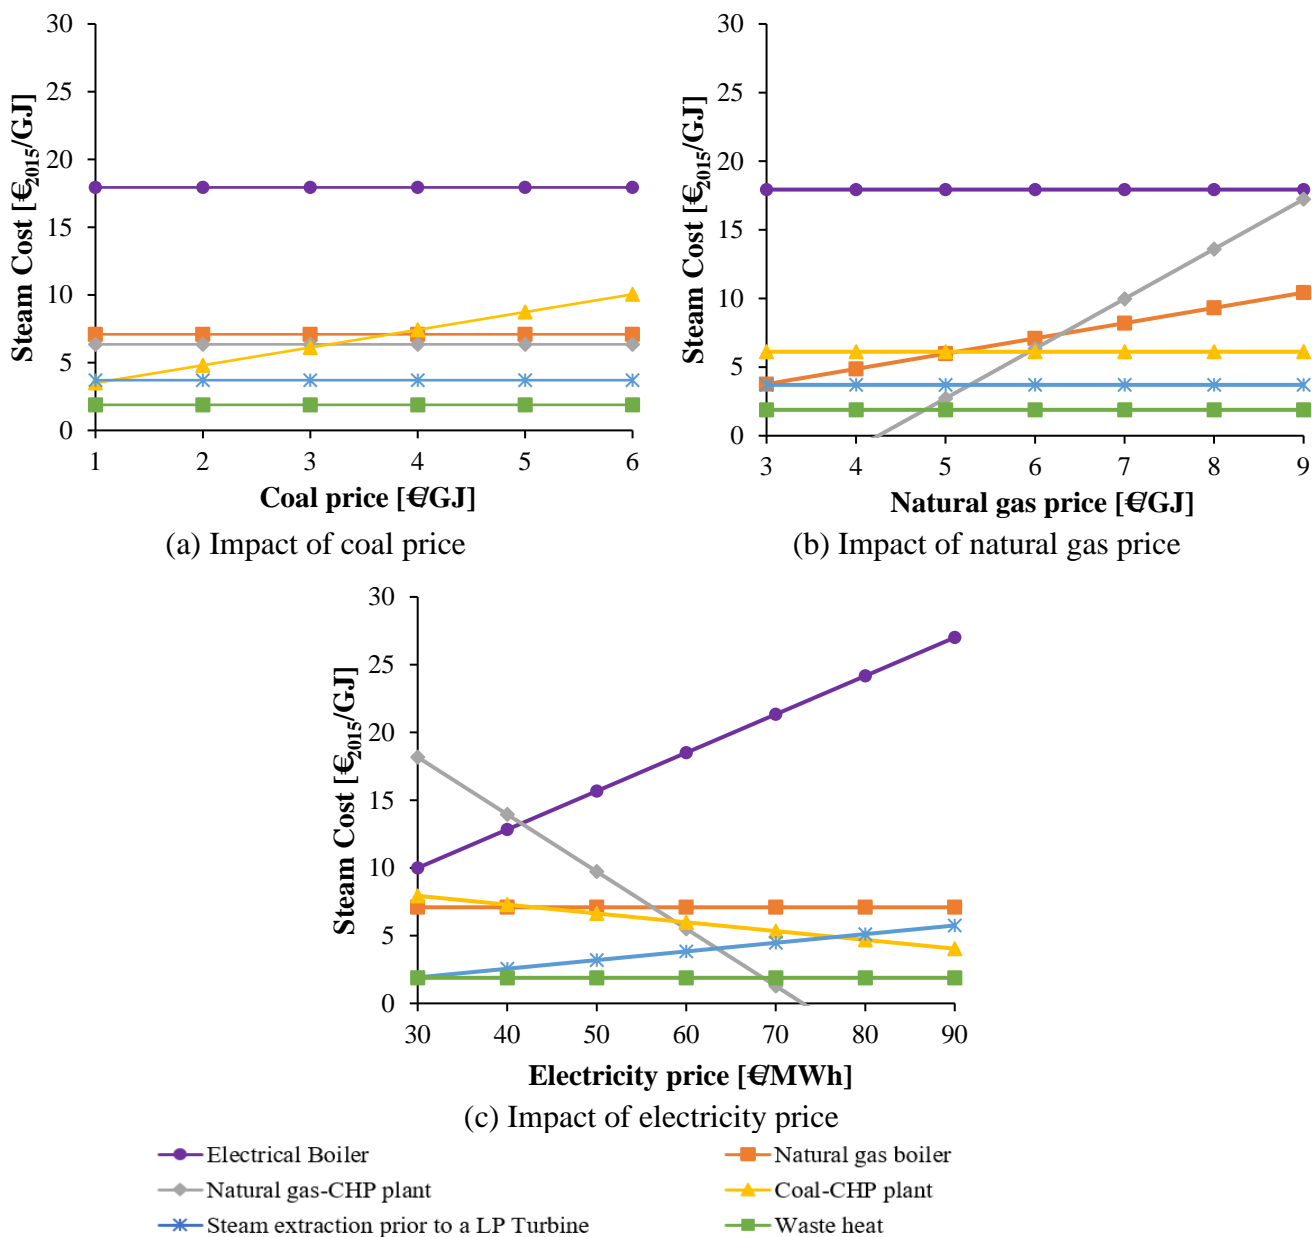 30
25
20
15
10
5
0
Steam Cost [€2015/GJ]
1 2 3 4 5 6
Coal price [€/GJ]
(a) Impact of coal price
30
25
20
15
10
5
0
Steam Cost [€2015/GJ]
3 4 5 6 7 8 9
Natural gas price [€/GJ]
(b) Impact of natural gas price
30
25
20
15
10
5
0
Steam Cost [€2015/GJ]
30 40 50 60 70 80 90
Electricity price [€/MWh]
(c) Impact of electricity price
Electrical Boiler
Natural gas boiler
Natural gas-CHP plant
Coal-CHP plant
Steam extraction prior to a LP Turbine
Waste heat